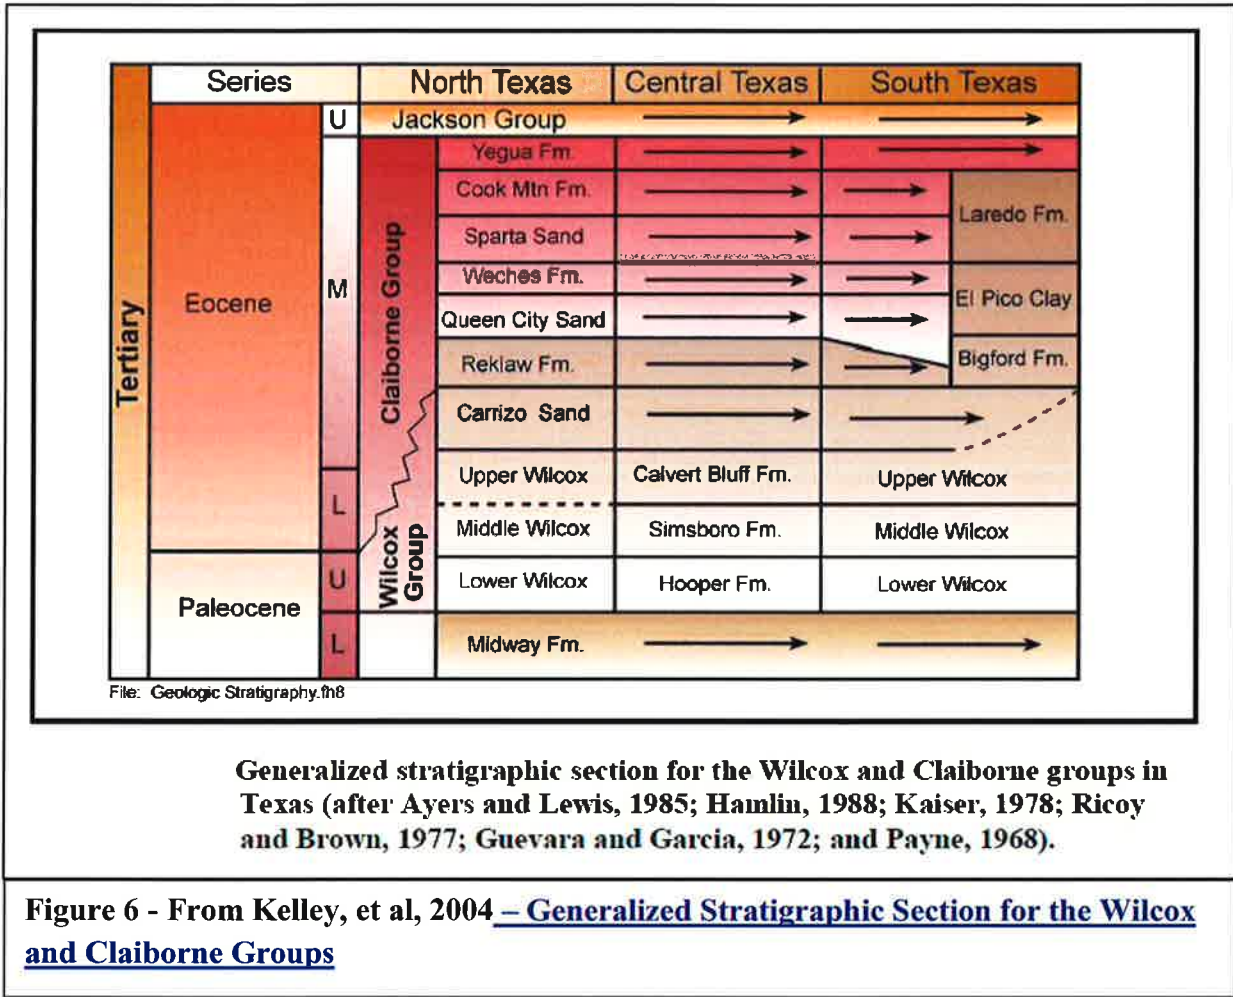 Series
North Texas
Central Texas
South Texas
Tertiary
Eocene
Paleocene
U
M
L
U
L
Jackson Group
Claiborne Group
Wilcox
Group
Yegua Fm.
Cook Mtn Fm.
Laredo Fm.
Sparta Sand
Weches Fm.
El Pico Clay
Queen City Sand
Reklaw Fm.
Bigford Fm.
Carrizo Sand
Upper Wilcox
Calvert Bluff Fm.
Upper Wilcox
Middle Wilcox
Simsboro Fm.
Middle Wilcox
Lower Wilcox
Hooper Fm.
Lower Wilcox
Midway Fm.
File: Geologic Stratigraphy.fh8
Generalized stratigraphic section for the Wilcox and Claiborne groups in
Texas (after Ayers and Lewis, 1985; Hamlin, 1988; Kaiser, 1978; Ricoy
and Brown, 1977; Guevara and Garcia, 1972; and Payne, 1968).
Figure 6 - From Kelley, et al, 2004 – Generalized Stratigraphic Section for the Wilcox
and Claiborne Groups